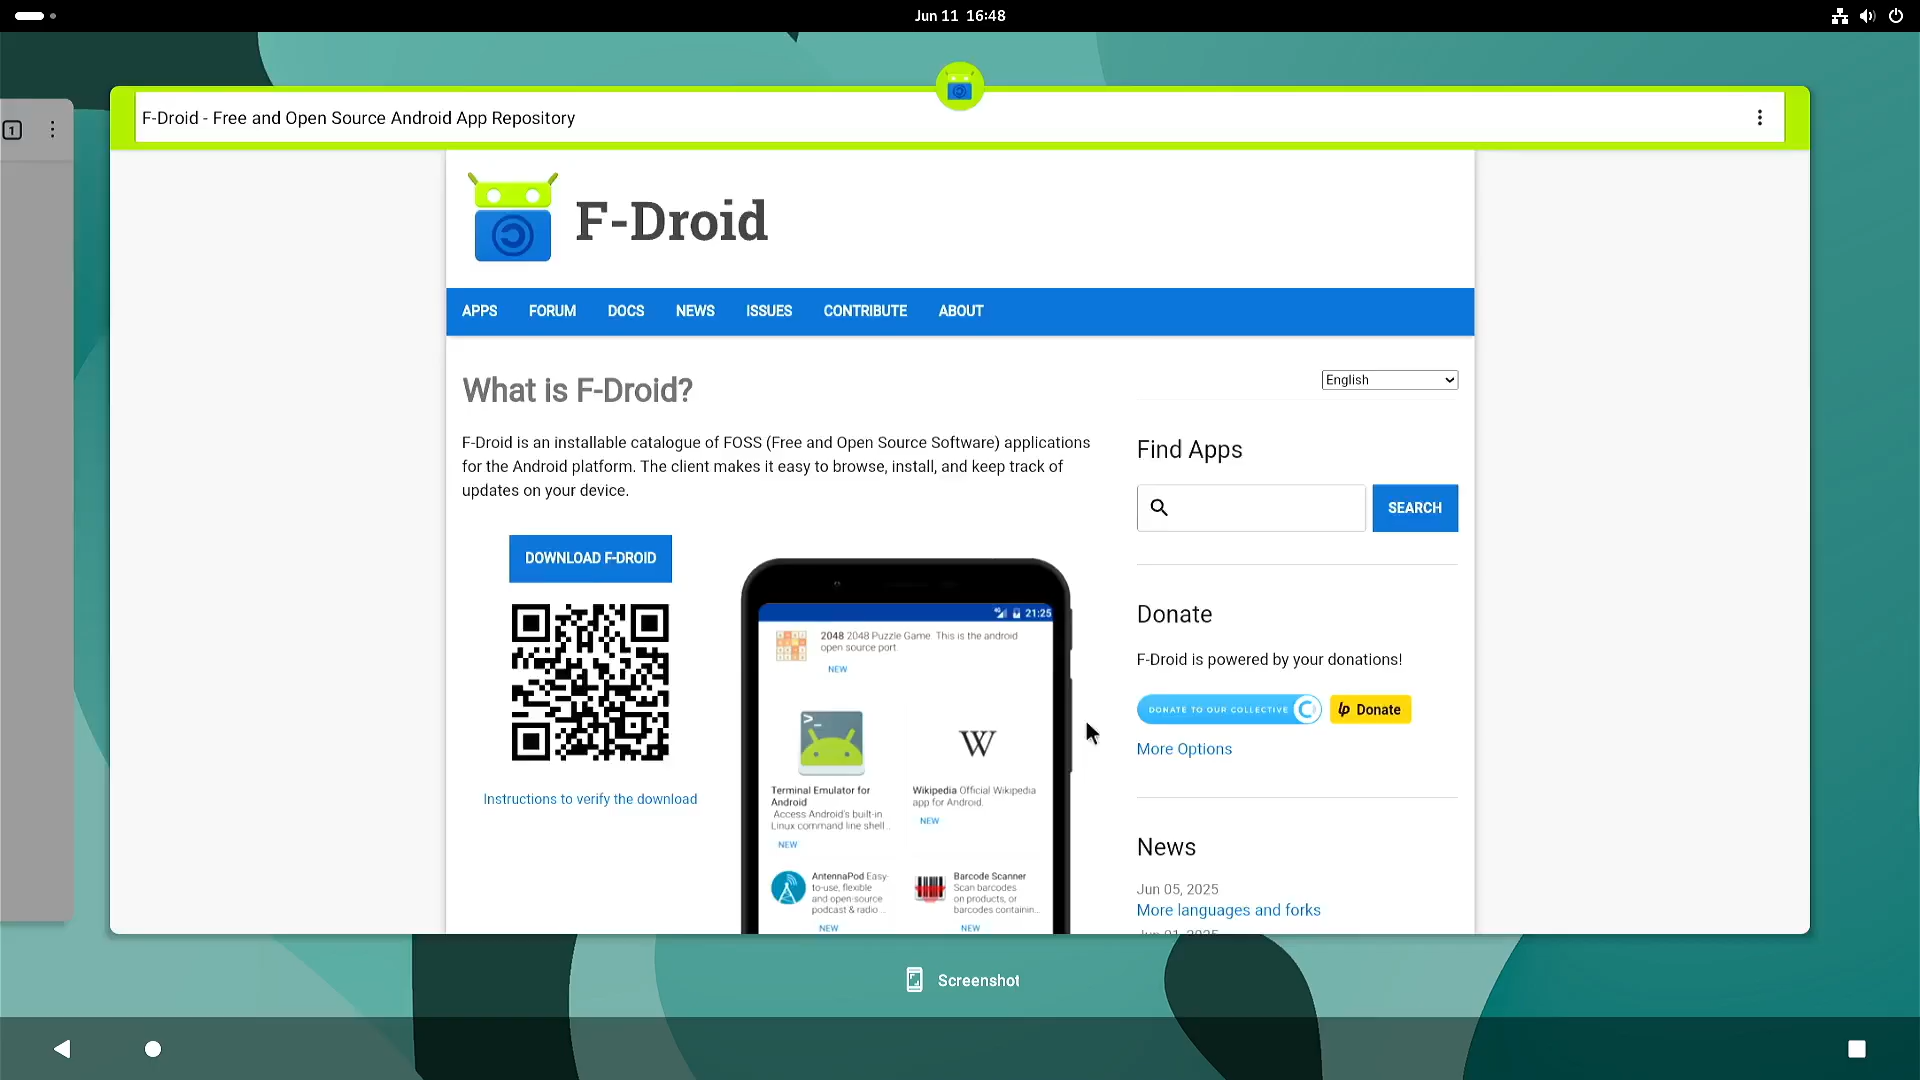 Jun 11 16:48
1
F-Droid - Free and Open Source Android App Repository
F-Droid
APPS FORUM DOCS NEWS ISSUES CONTRIBUTE ABOUT
What is F-Droid?
F-Droid is an installable catalogue of FOSS (Free and Open Source Software) applications
for the Android platform. The client makes it easy to browse, install, and keep track of
updates on your device.
DOWNLOAD F-DROID
Instructions to verify the download
4G 21:25
2048 2048 Puzzle Game. This is the android
open source port.
NEW
>_
Terminal Emulator for
Android
Access Android's built-in
Linux command line shell...
NEW
W
Wikipedia Official Wikipedia
app for Android.
NEW
AntennaPod Easy-
to-use, flexible
and open-source
podcast & radio ...
NEW
Barcode Scanner
Scan barcodes
on products, or
barcodes containin...
NEW
English
Find Apps
SEARCH
Donate
F-Droid is powered by your donations!
DONATE TO OUR COLLECTIVE
lp Donate
More Options
News
Jun 05, 2025
More languages and forks
Jun 01, 2025
Screenshot